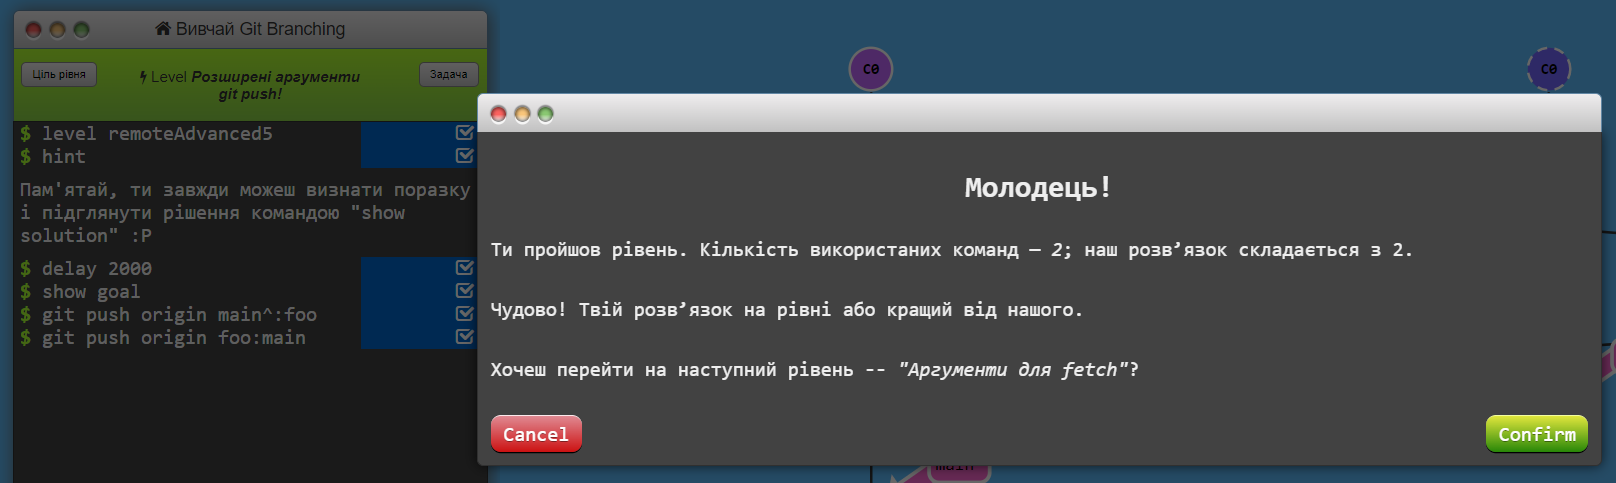 Вивчай Git Branching
Ціль рівня
Level Розширені аргументи
git push!
Задача
$ level remoteAdvanced5
$ hint
Пам'ятай, ти завжди можеш визнати поразку
і підглянути рішення командою "show
solution" :P
$ delay 2000
$ show goal
$ git push origin main^:foo
$ git push origin foo:main
C0
C0
Молодець!
Ти пройшов рівень. Кількість використаних команд — 2; наш розв’язок складається з 2.
Чудово! Твій розв’язок на рівні або кращий від нашого.
Хочеш перейти на наступний рівень -- "Аргументи для fetch"?
Cancel
Confirm
main